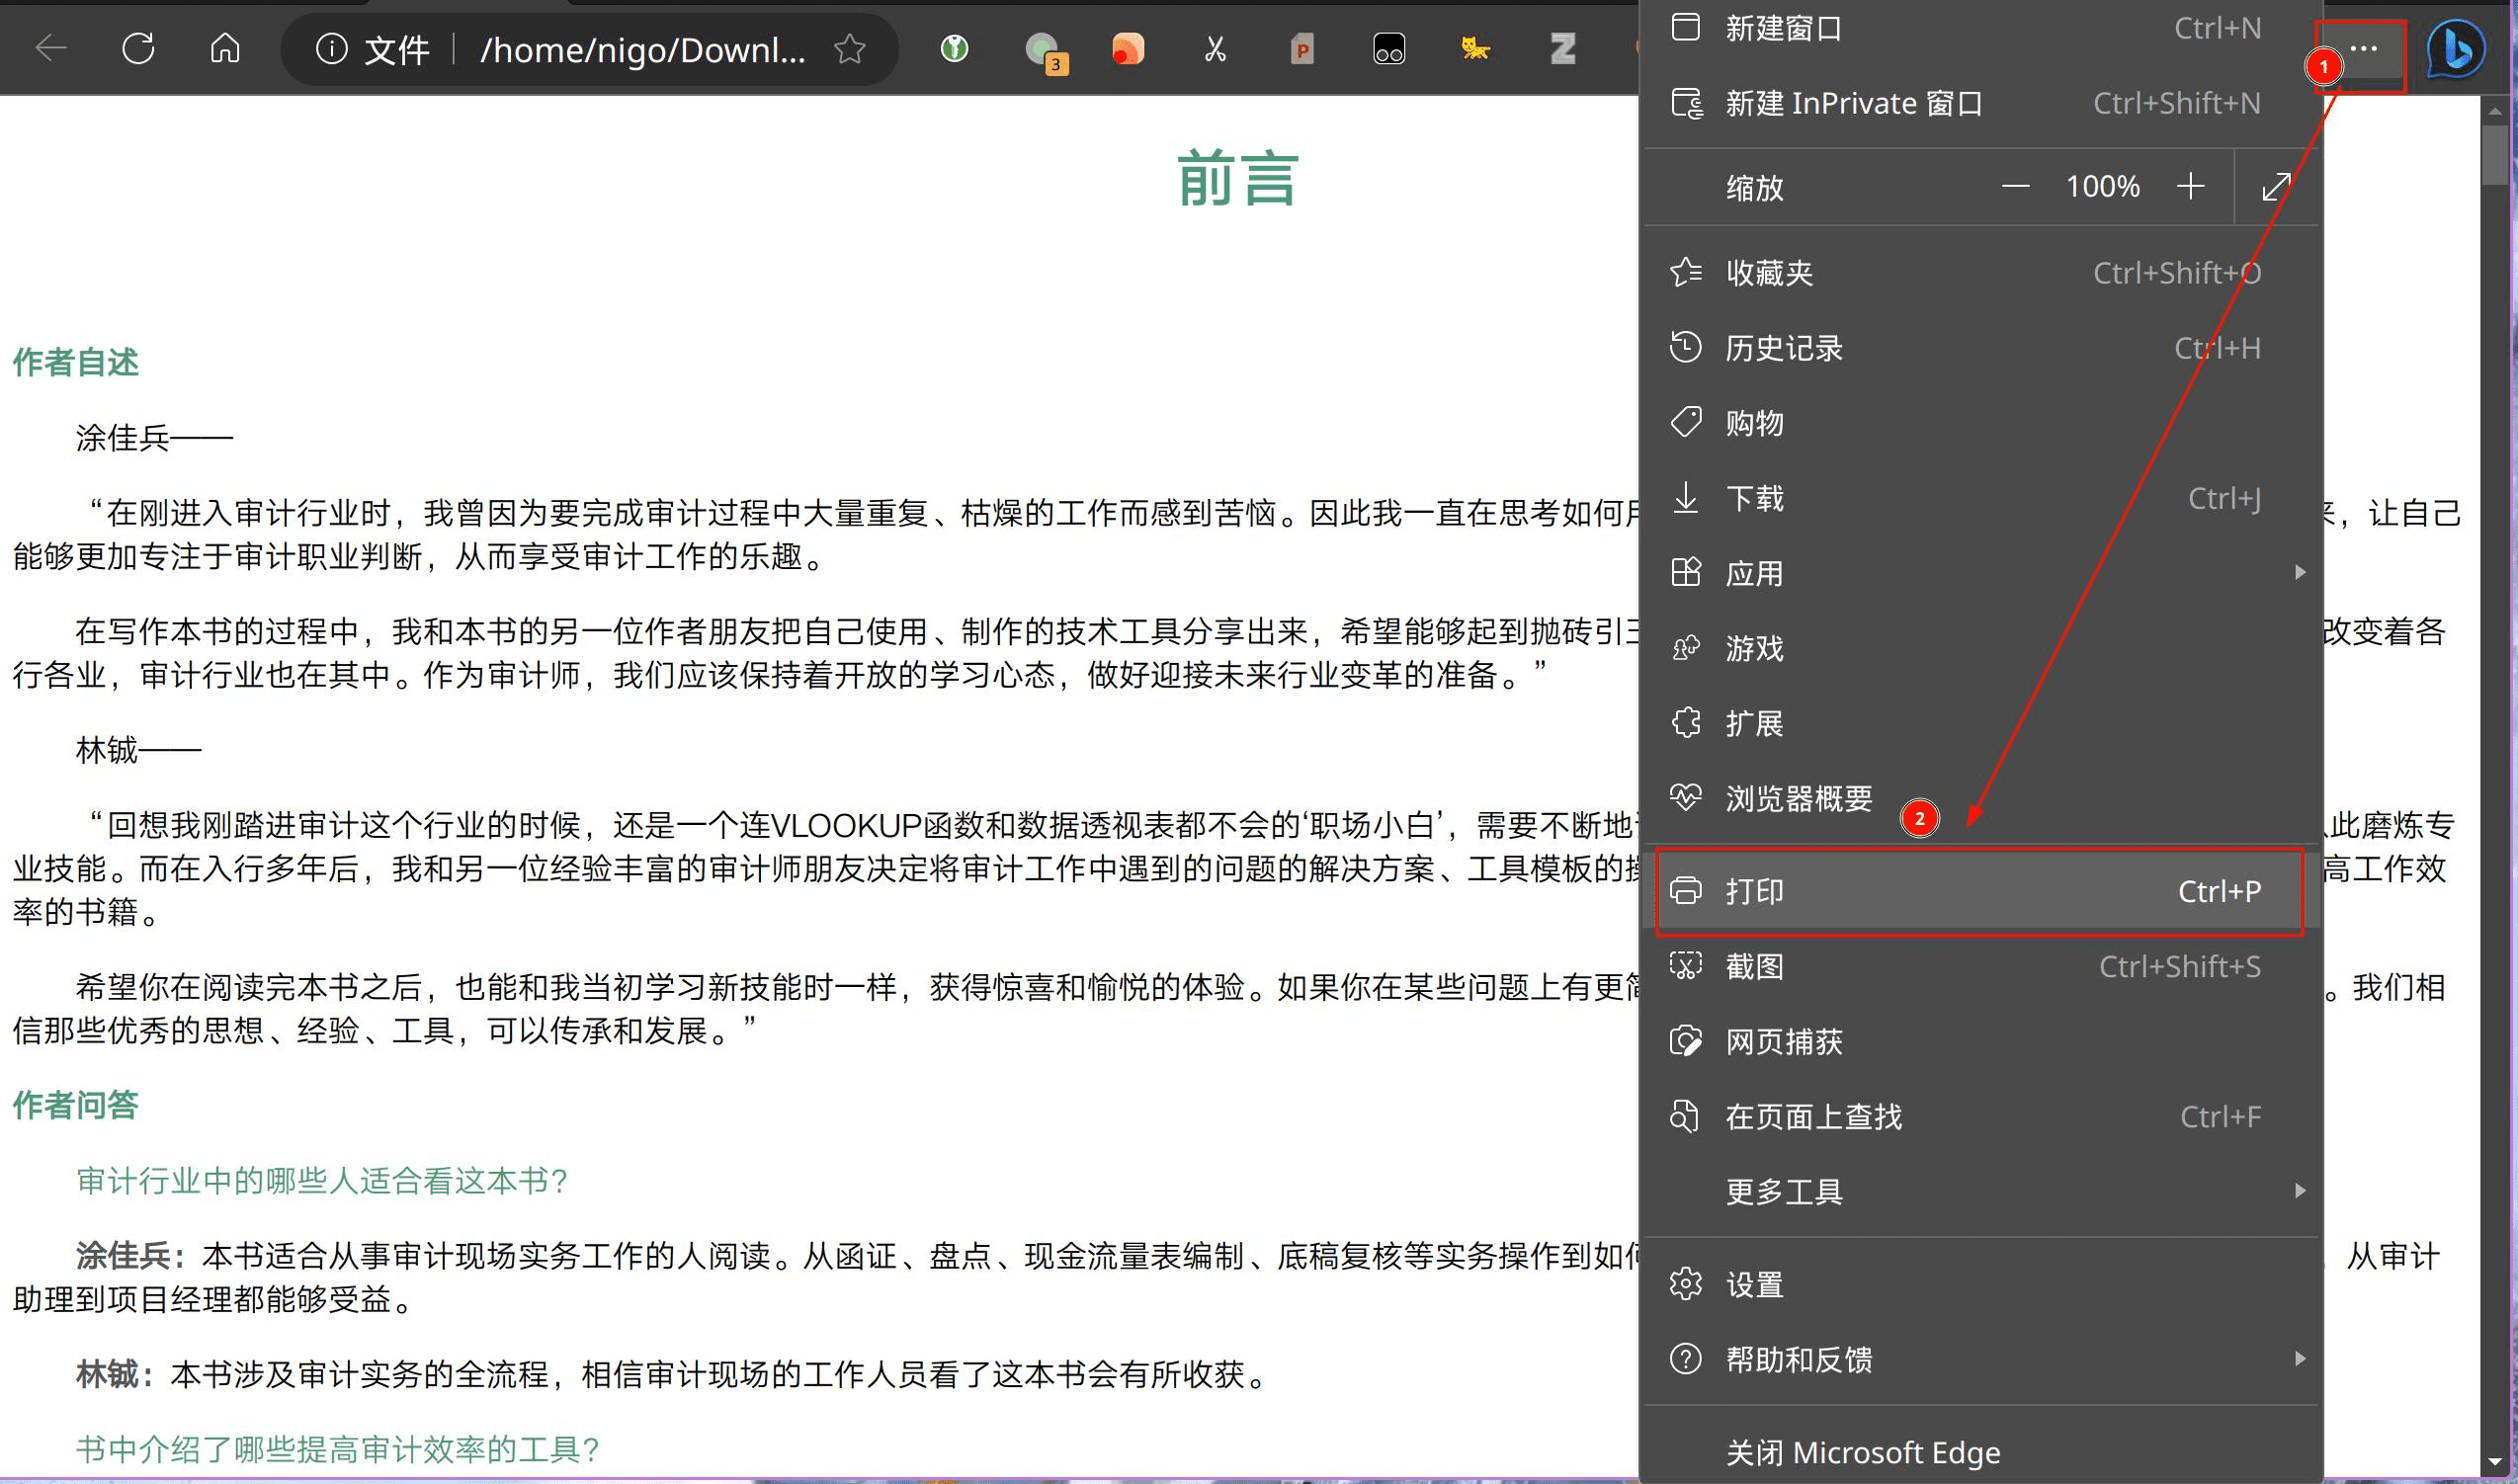 文件
/home/nigo/Downl...
3
P
Z
1
新建窗口 Ctrl+N
新建 InPrivate 窗口 Ctrl+Shift+N
缩放 100%
收藏夹 Ctrl+Shift+O
历史记录 Ctrl+H
购物
下载 Ctrl+J
应用
游戏
扩展
浏览器概要
2
打印 Ctrl+P
截图 Ctrl+Shift+S
网页捕获
在页面上查找 Ctrl+F
更多工具
设置
帮助和反馈
关闭 Microsoft Edge
前言
作者自述
涂佳兵——
“在刚进入审计行业时，我曾因为要完成审计过程中大量重复、枯燥的工作而感到苦恼。因此我一直在思考如何 ，让自己
能够更加专注于审计职业判断，从而享受审计工作的乐趣。
在写作本书的过程中，我和本书的另一位作者朋友把自己使用、制作的技术工具分享出来，希望能够起到抛砖引 改变着各
行各业，审计行业也在其中。作为审计师，我们应该保持着开放的学习心态，做好迎接未来行业变革的准备。”
林钺——
“回想我刚踏进审计这个行业的时候，还是一个连VLOOKUP函数和数据透视表都不会的‘职场小白’，需要不断地 此磨炼专
业技能。而在入行多年后，我和另一位经验丰富的审计师朋友决定将审计工作中遇到的问题的解决方案、工具模板的 高工作效
率的书籍。
希望你在阅读完本书之后，也能和我当初学习新技能时一样，获得惊喜和愉悦的体验。如果你在某些问题上有更 。我们相
信那些优秀的思想、经验、工具，可以传承和发展。”
作者问答
审计行业中的哪些人适合看这本书？
涂佳兵：本书适合从事审计现场实务工作的人阅读。从函证、盘点、现金流量表编制、底稿复核等实务操作到如 从审计
助理到项目经理都能够受益。
林钺：本书涉及审计实务的全流程，相信审计现场的工作人员看了这本书会有所收获。
书中介绍了哪些提高审计效率的工具？